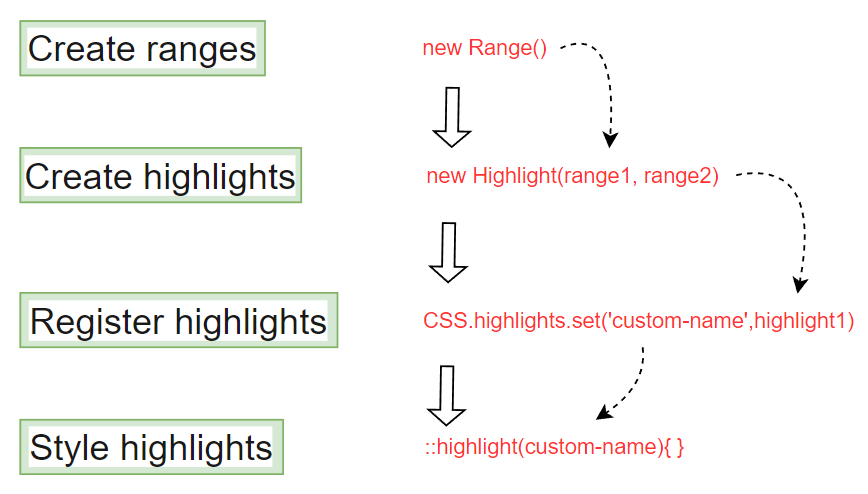 Create ranges
new Range()
Create highlights
new Highlight(range1, range2)
Register highlights
CSS.highlights.set('custom-name',highlight1)
Style highlights
::highlight(custom-name){ }